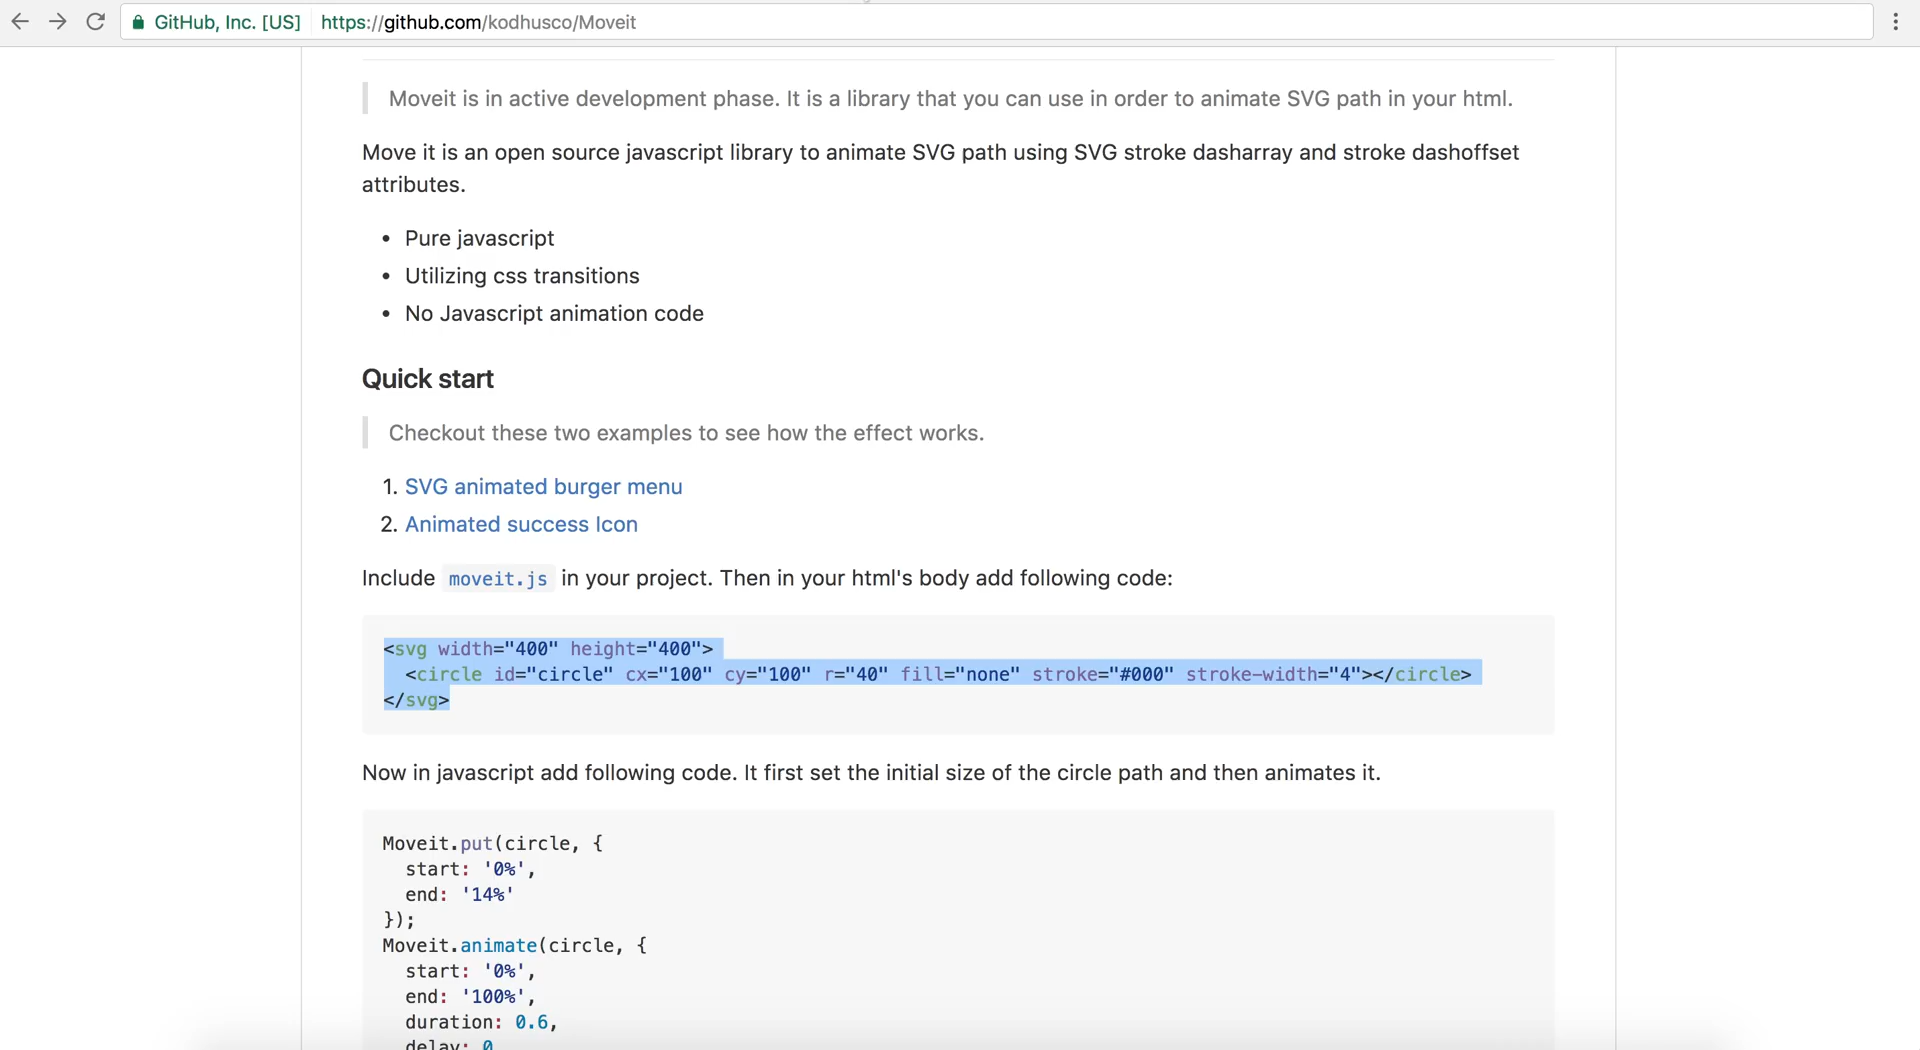 GitHub, Inc. [US] https://github.com/kodhusco/Moveit
Moveit is in active development phase. It is a library that you can use in order to animate SVG path in your html.
Move it is an open source javascript library to animate SVG path using SVG stroke dasharray and stroke dashoffset
attributes.
• Pure javascript
• Utilizing css transitions
• No Javascript animation code
Quick start
Checkout these two examples to see how the effect works.
1. SVG animated burger menu
2. Animated success Icon
Include moveit.js in your project. Then in your html's body add following code:
<svg width="400" height="400">
  <circle id="circle" cx="100" cy="100" r="40" fill="none" stroke="#000" stroke-width="4"></circle>
</svg>
Now in javascript add following code. It first set the initial size of the circle path and then animates it.
Moveit.put(circle, {
  start: '0%',
  end: '14%'
});
Moveit.animate(circle, {
  start: '0%',
  end: '100%',
  duration: 0.6,
  delay: 0